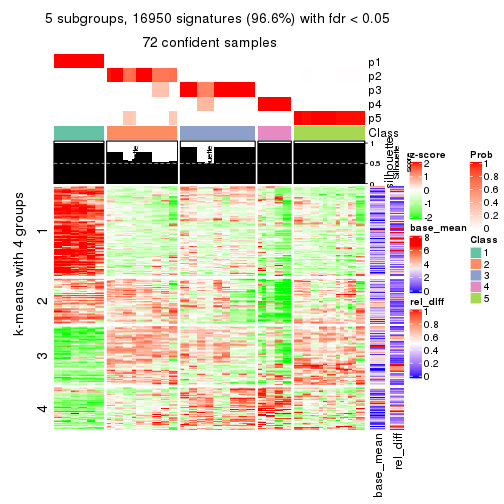 5 subgroups, 16950 signatures (96.6%) with fdr < 0.05
72 confident samples
p1
p2
p3
p4
p5
Class
1
0.5
0
silhouette
Silhouette
score
k-means with 4 groups
1
2
3
4
base_mean
rel_diff
z-score
2
1
0
-1
-2
base_mean
8
6
4
2
0
rel_diff
1
0.8
0.6
0.4
0.2
0
Prob
1
0.8
0.6
0.4
0.2
0
Class
1
2
3
4
5